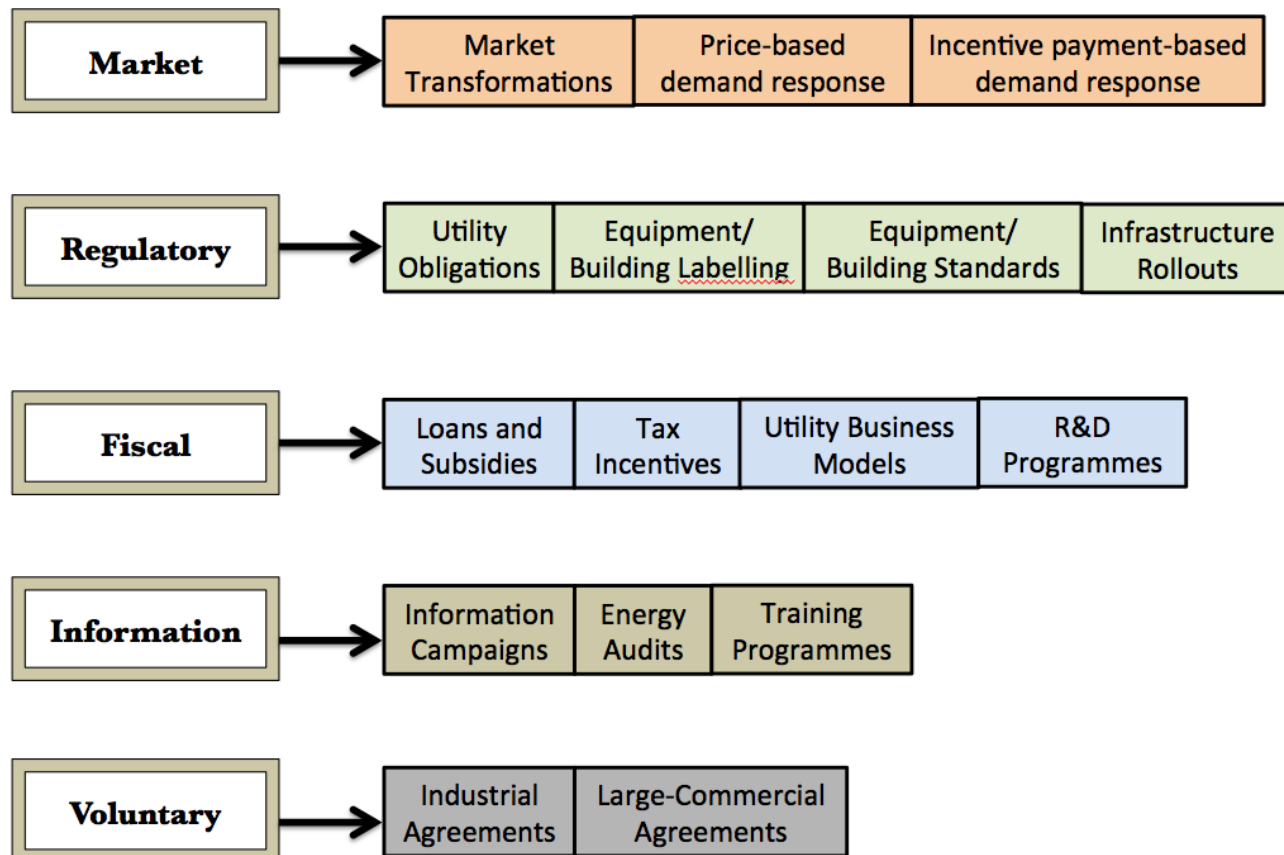 Market
Market
Transformations
Price-based
demand response
Incentive payment-based
demand response
Regulatory
Utility
Obligations
Equipment/
Building Labelling
Equipment/
Building Standards
Infrastructure
Rollouts
Fiscal
Loans and
Subsidies
Tax
Incentives
Utility Business
Models
R&D
Programmes
Information
Information
Campaigns
Energy
Audits
Training
Programmes
Voluntary
Industrial
Agreements
Large-Commercial
Agreements